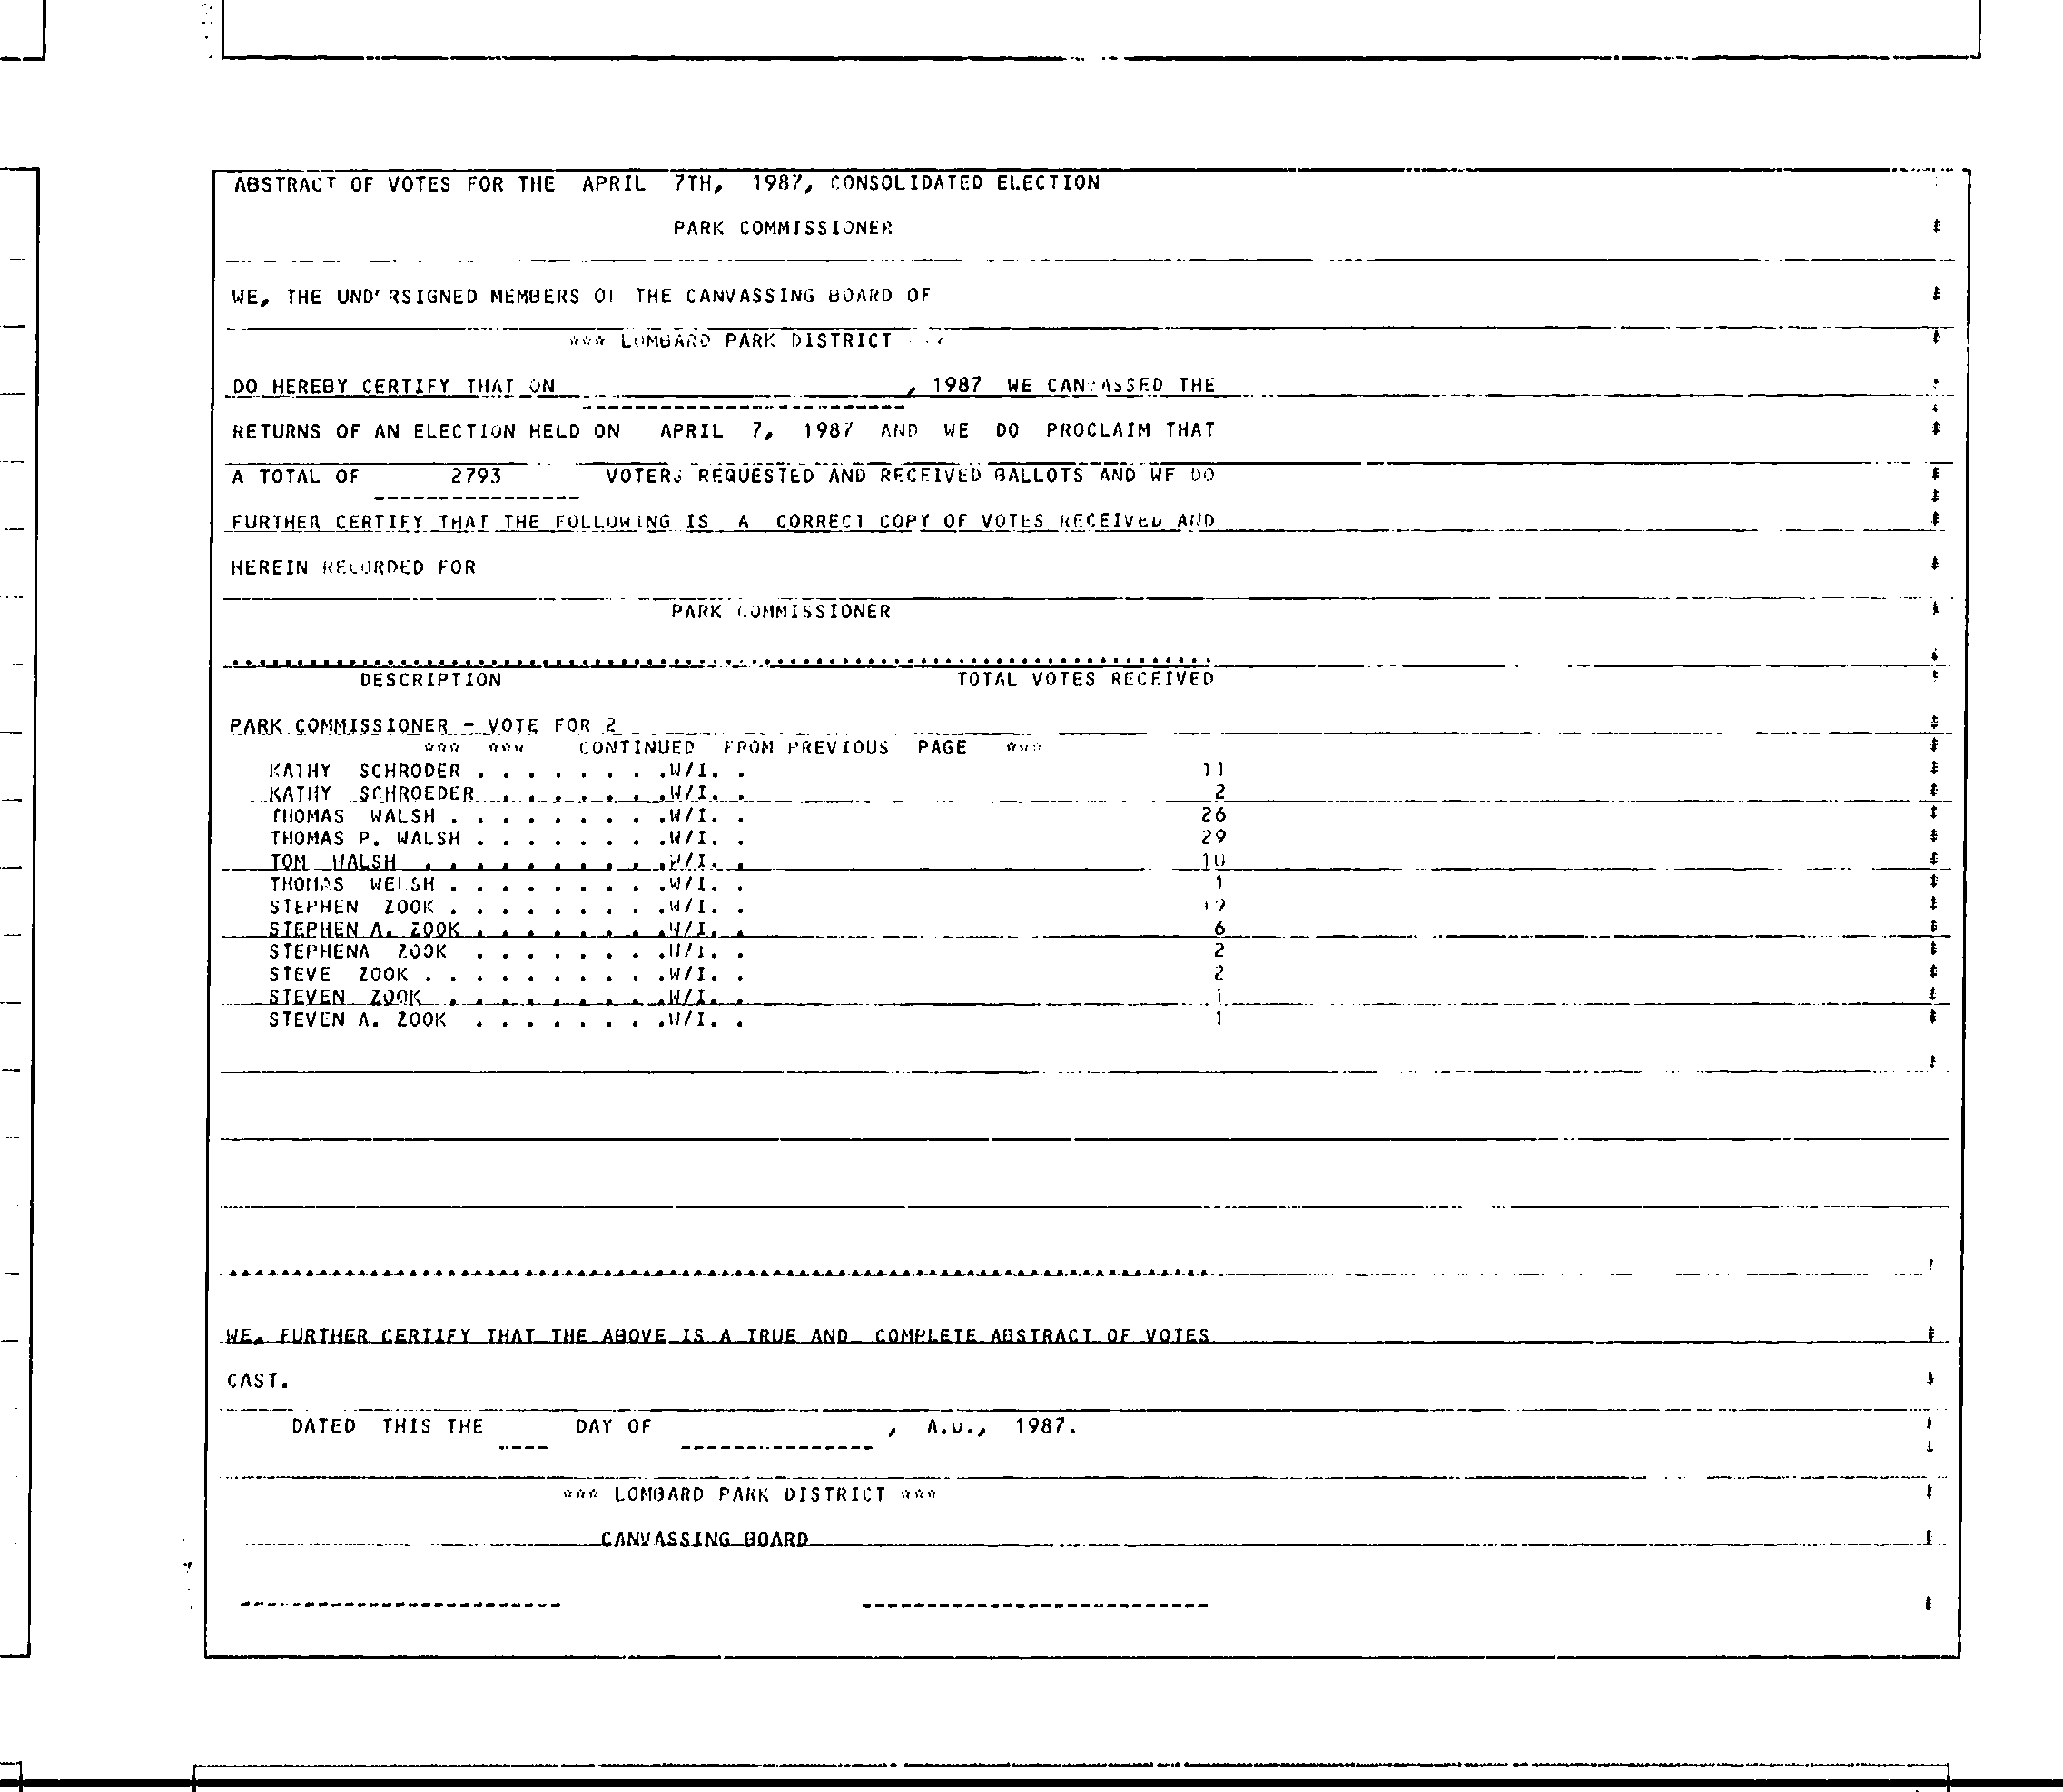 ABSTRACT OF VOTES FOR THE APRIL 7TH, 1987, CONSOLIDATED ELECTION
PARK COMMISSIONER
WE, THE UNDERSIGNED MEMBERS OF THE CANVASSING BOARD OF
*** LOMBARD PARK DISTRICT ***
DO HEREBY CERTIFY THAT ON , 1987 WE CANVASSED THE
RETURNS OF AN ELECTION HELD ON APRIL 7, 1987 AND WE DO PROCLAIM THAT
A TOTAL OF 2793 VOTERS REQUESTED AND RECEIVED BALLOTS AND WE DO
FURTHER CERTIFY THAT THE FOLLOWING IS A CORRECT COPY OF VOTES RECEIVED AND
HEREIN RECORDED FOR
PARK COMMISSIONER
DESCRIPTION TOTAL VOTES RECEIVED
PARK COMMISSIONER - VOTE FOR 2
*** *** CONTINUED FROM PREVIOUS PAGE ***
KATHY SCHRODER . . . . . . . .W/I. . 11
KATHY SCHROEDER . . . . . . .W/I. . 2
THOMAS WALSH . . . . . . . . .W/I. . 26
THOMAS P. WALSH . . . . . . . .W/I. . 29
TOM WALSH . . . . . . . . . .W/I. . 10
THOMAS WELSH . . . . . . . . .W/I. . 1
STEPHEN ZOOK . . . . . . . . .W/I. .
STEPHEN A. ZOOK . . . . . . . .W/I. . 6
STEPHENA ZOOK . . . . . . . .W/I. . 2
STEVE ZOOK . . . . . . . . . .W/I. . 2
STEVEN ZOOK . . . . . . . . .W/I. . 1
STEVEN A. ZOOK . . . . . . . .W/I. . 1
WE, FURTHER CERTIFY THAT THE ABOVE IS A TRUE AND COMPLETE ABSTRACT OF VOTES
CAST.
DATED THIS THE ---- DAY OF , A.D., 1987.
*** LOMBARD PARK DISTRICT ***
CANVASSING BOARD